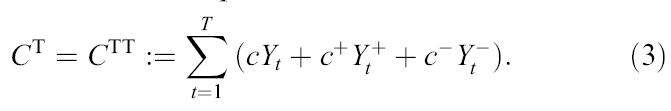 C^T = C^TT := \sum_{t=1}^{T} (cY_t + c^+Y_t^+ + c^-Y_t^-). (3)